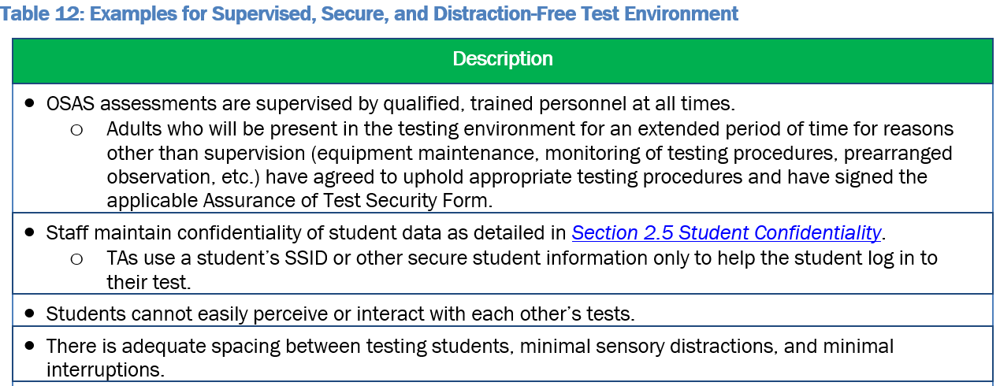 Table 12: Examples for Supervised, Secure, and Distraction-Free Test Environment
Description
● OSAS assessments are supervised by qualified, trained personnel at all times.
○ Adults who will be present in the testing environment for an extended period of time for reasons
other than supervision (equipment maintenance, monitoring of testing procedures, prearranged
observation, etc.) have agreed to uphold appropriate testing procedures and have signed the
applicable Assurance of Test Security Form.
● Staff maintain confidentiality of student data as detailed in Section 2.5 Student Confidentiality.
○ TAs use a student’s SSID or other secure student information only to help the student log in to
their test.
● Students cannot easily perceive or interact with each other’s tests.
● There is adequate spacing between testing students, minimal sensory distractions, and minimal
interruptions.